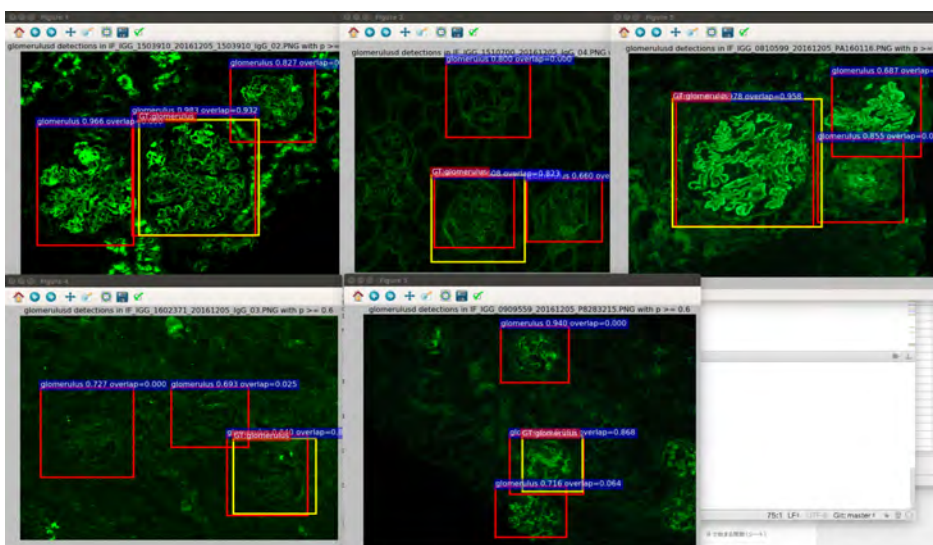 Figure 1
glomerulusd detections in IF_IGG_1503910_20161205_1503910_IgG_02.PNG with p >=
glomerulus 0.827 overlap=0
glomerulus 0.983 overlap=0.932
GT:glomerulus
glomerulus 0.966 overlap=
Figure 2
glomerulusd detections in IF_IGG_1510700_20161205_IgG_04.PNG
glomerulus 0.800 overlap=0.000
GT:glomerulus
overlap=0.823
0.660
Figure 3
glomerulusd detections in IF_IGG_0810599_20161205_PA160116.PNG with p >=
glomerulus 0.687 overlap=
GT:glomerulus
overlap=0.958
glomerulus 0.855 overlap=0.0
Figure 4
glomerulusd detections in IF_IGG_1602371_20161205_IgG_03.PNG with p >= 0.6
glomerulus 0.727 overlap=0.000
glomerulus 0.693 overlap=0.025
GT:glomerulus
Figure 5
glomerulusd detections in IF_IGG_0909559_20161205_P8283215.PNG with p >= 0.6
glomerulus 0.940 overlap=0.000
GT:glomerulus
overlap=0.868
glomerulus 0.716 overlap=0.064
75:1 LF UTF-8 Git: master